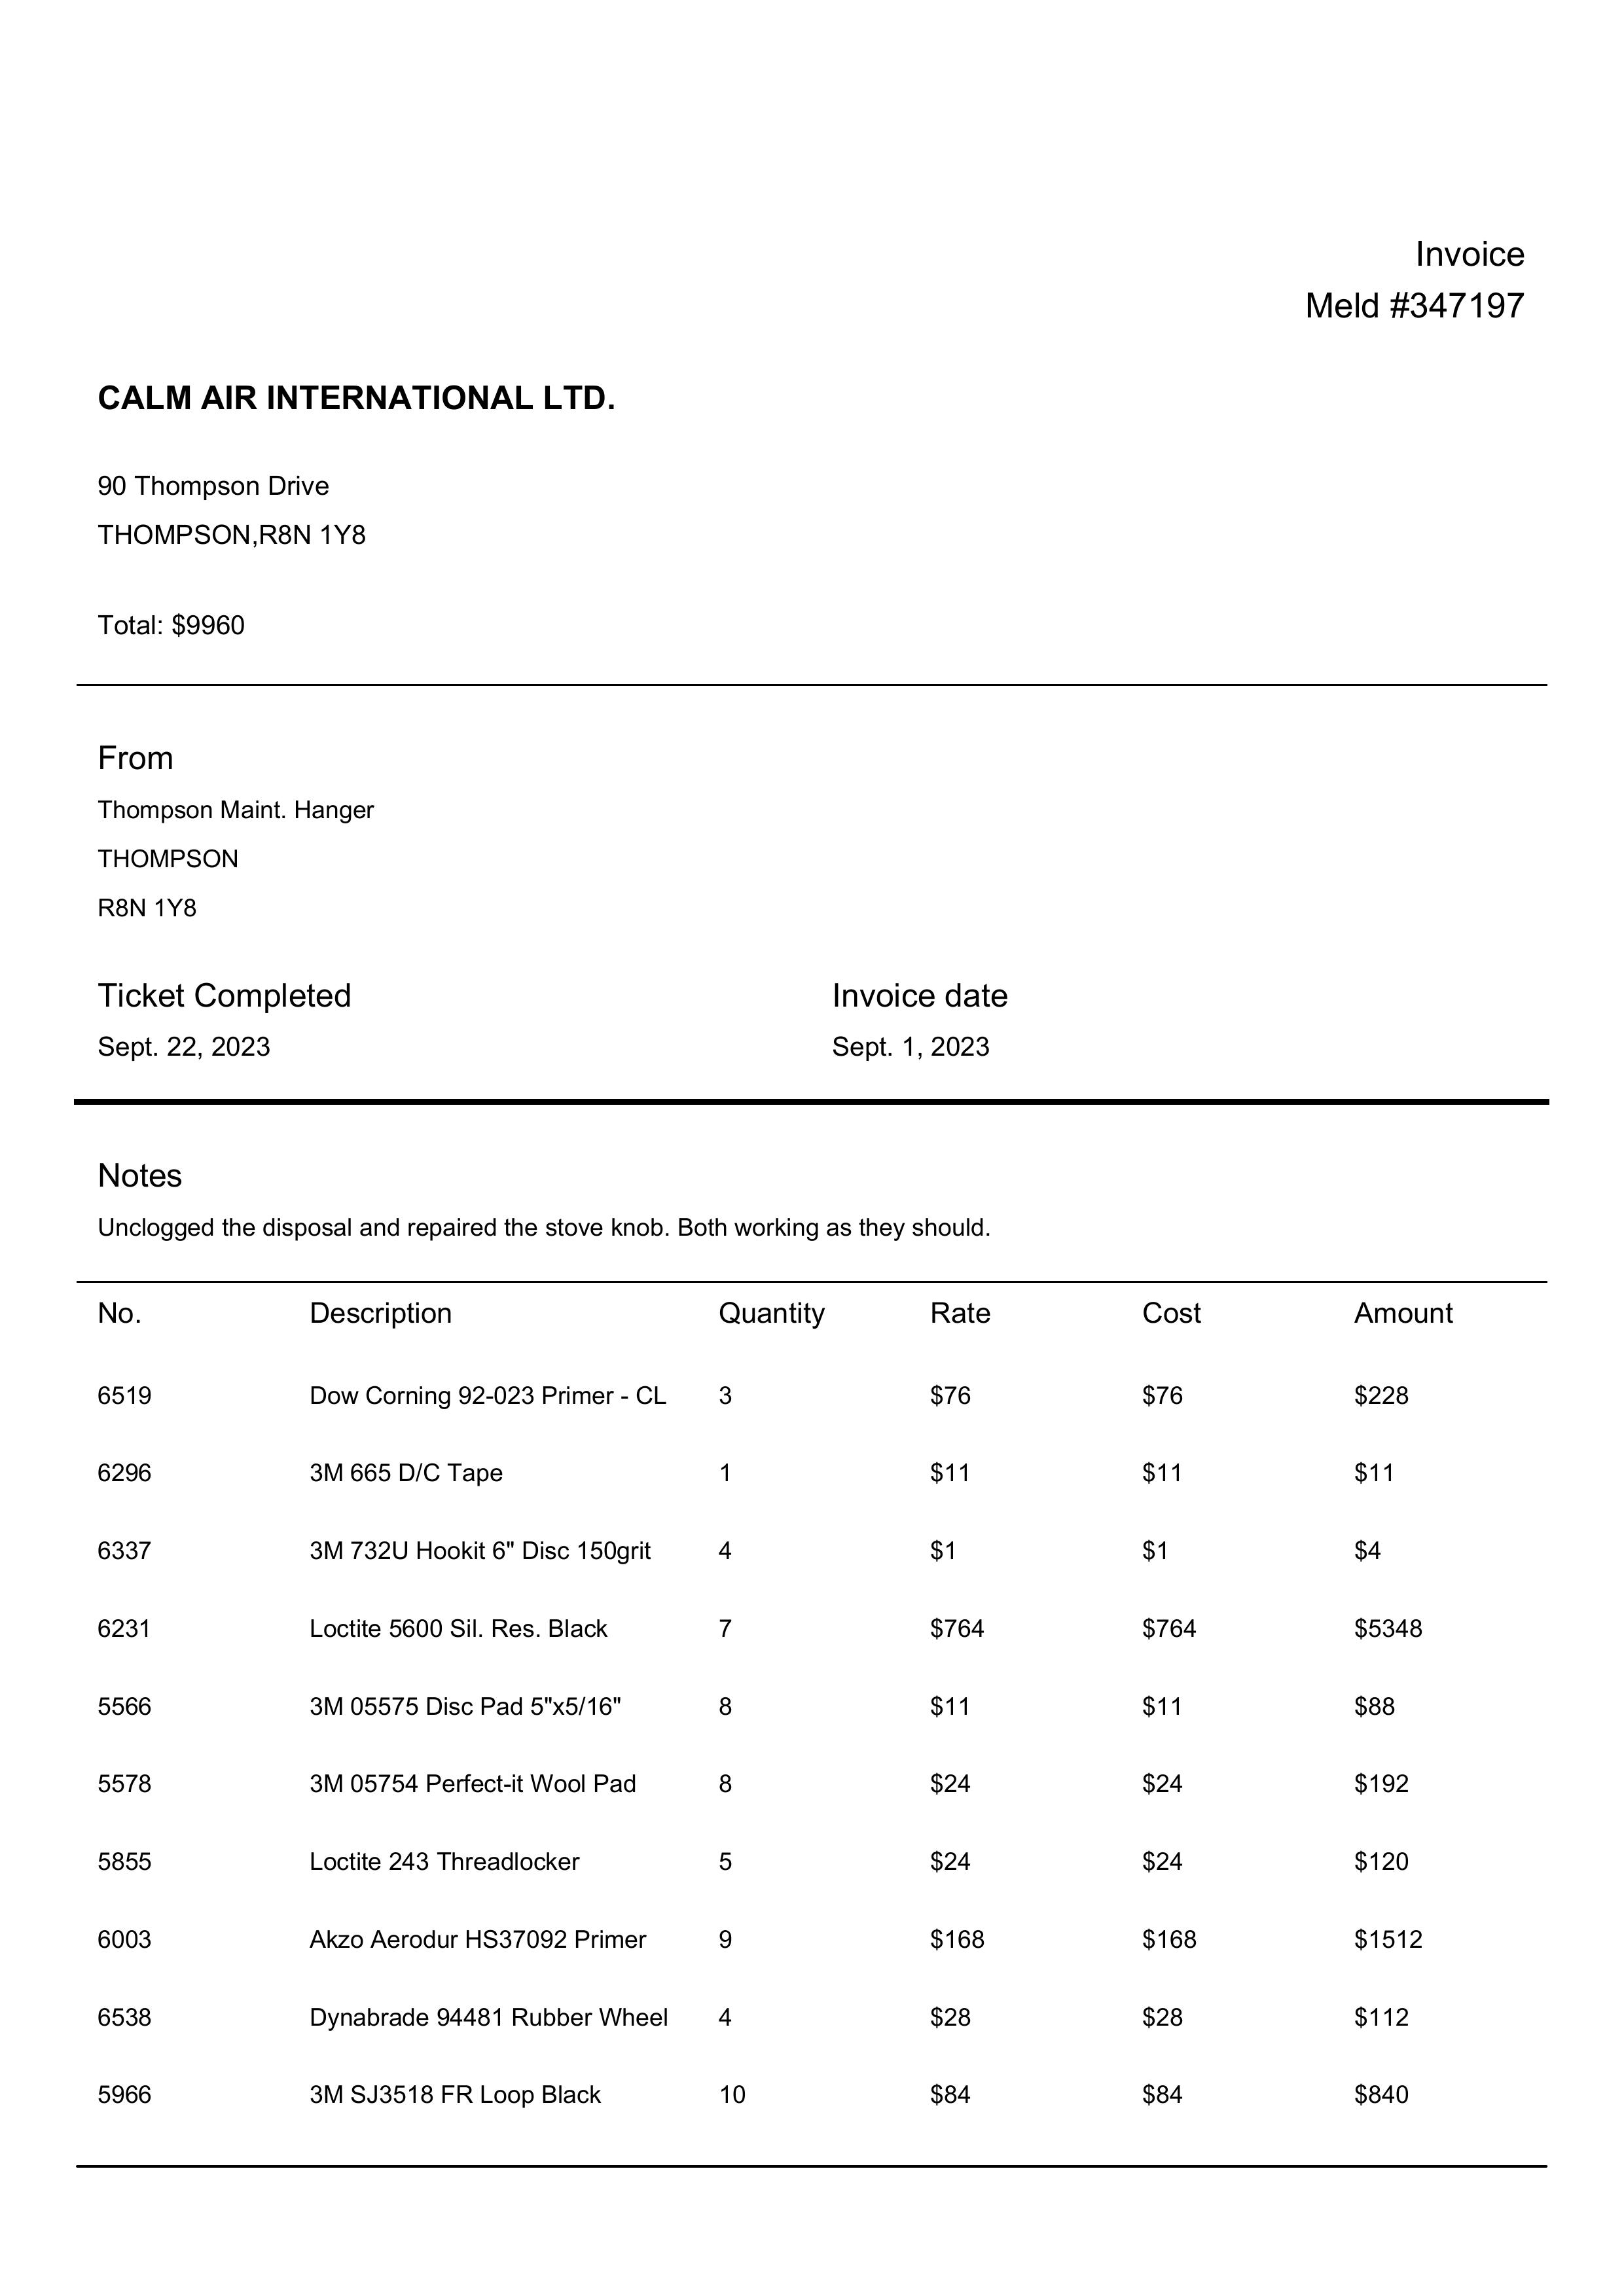 Invoice
Meld #347197
CALM AIR INTERNATIONAL LTD.
90 Thompson Drive
THOMPSON,R8N 1Y8
Total: $9960
From
Thompson Maint. Hanger
THOMPSON
R8N 1Y8
Ticket Completed Invoice date
Sept. 22, 2023 Sept. 1, 2023
Notes
Unclogged the disposal and repaired the stove knob. Both working as they should.
No. Description Quantity Rate Cost Amount
6519 Dow Corning 92-023 Primer - CL 3 $76 $76 $228
6296 3M 665 D/C Tape 1 $11 $11 $11
6337 3M 732U Hookit 6" Disc 150grit 4 $1 $1 $4
6231 Loctite 5600 Sil. Res. Black 7 $764 $764 $5348
5566 3M 05575 Disc Pad 5"x5/16" 8 $11 $11 $88
5578 3M 05754 Perfect-it Wool Pad 8 $24 $24 $192
5855 Loctite 243 Threadlocker 5 $24 $24 $120
6003 Akzo Aerodur HS37092 Primer 9 $168 $168 $1512
6538 Dynabrade 94481 Rubber Wheel 4 $28 $28 $112
5966 3M SJ3518 FR Loop Black 10 $84 $84 $840